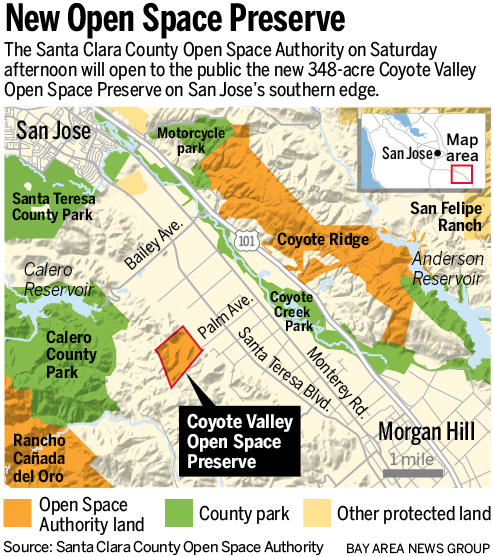 New Open Space Preserve
The Santa Clara County Open Space Authority on Saturday
afternoon will open to the public the new 348-acre Coyote Valley
Open Space Preserve on San Jose's southern edge.
San Jose
Motorcycle
park
San Jose
Map
area
Santa Teresa
County Park
San Felipe
Ranch
Bailey Ave.
101
Coyote Ridge
Anderson
Reservoir
Calero
Reservoir
Palm Ave.
Coyote
Creek
Park
Calero
County
Park
Santa Teresa Blvd.
Monterey Rd.
Coyote Valley
Open Space
Preserve
Morgan Hill
1 mile
Rancho
Cañada
del Oro
Open Space
Authority land
County park
Other protected land
Source: Santa Clara County Open Space Authority
BAY AREA NEWS GROUP